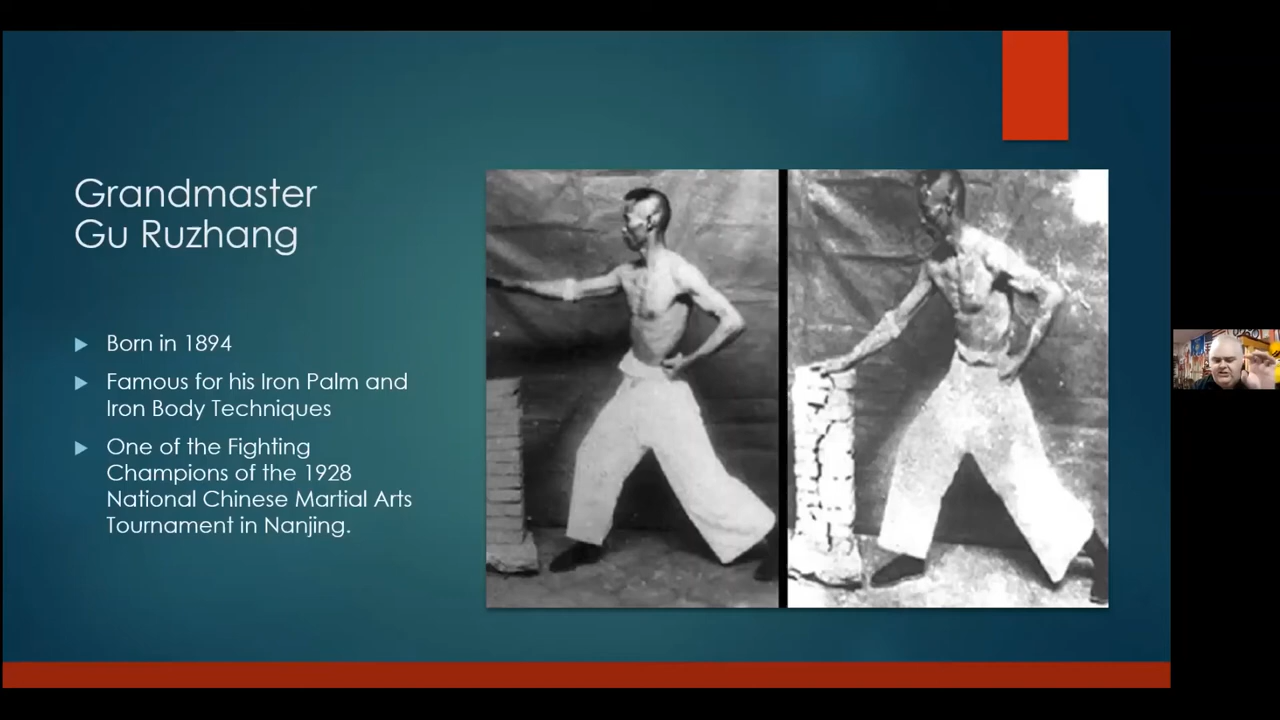 Grandmaster
Gu Ruzhang
Born in 1894
Famous for his Iron Palm and
Iron Body Techniques
One of the Fighting
Champions of the 1928
National Chinese Martial Arts
Tournament in Nanjing.